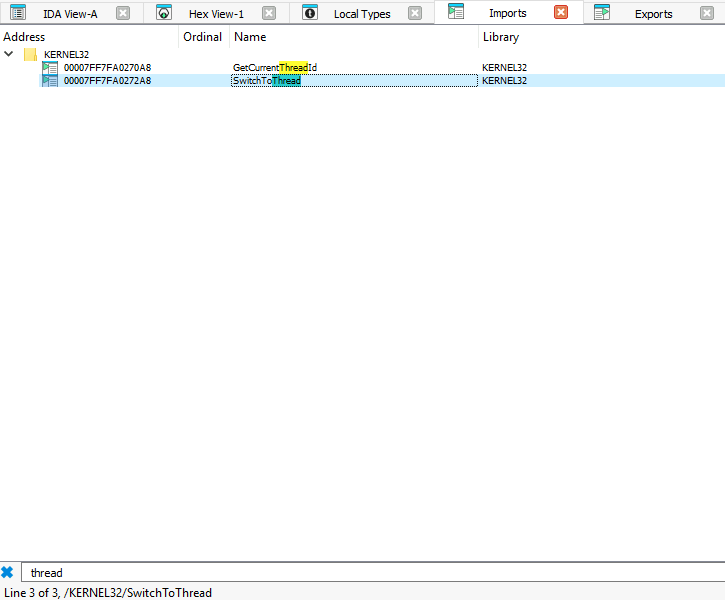 IDA View-A Hex View-1 Local Types Imports Exports
Address Ordinal Name Library
KERNEL32
00007FF7FA0270A8 GetCurrentThreadId KERNEL32
00007FF7FA0272A8 SwitchToThread KERNEL32
thread
Line 3 of 3, /KERNEL32/SwitchToThread